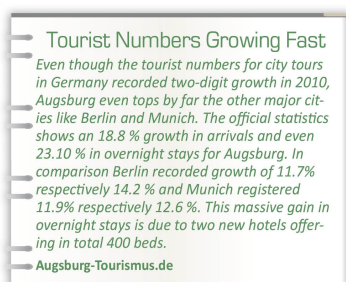 Tourist Numbers Growing Fast
Even though the tourist numbers for city tours
in Germany recorded two-digit growth in 2010,
Augsburg even tops by far the other major cit-
ies like Berlin and Munich. The official statistics
shows an 18.8 % growth in arrivals and even
23.10 % in overnight stays for Augsburg. In
comparison Berlin recorded growth of 11.7%
respectively 14.2 % and Munich registered
11.9% respectively 12.6 %. This massive gain in
overnight stays is due to two new hotels offer-
ing in total 400 beds.
Augsburg-Tourismus.de